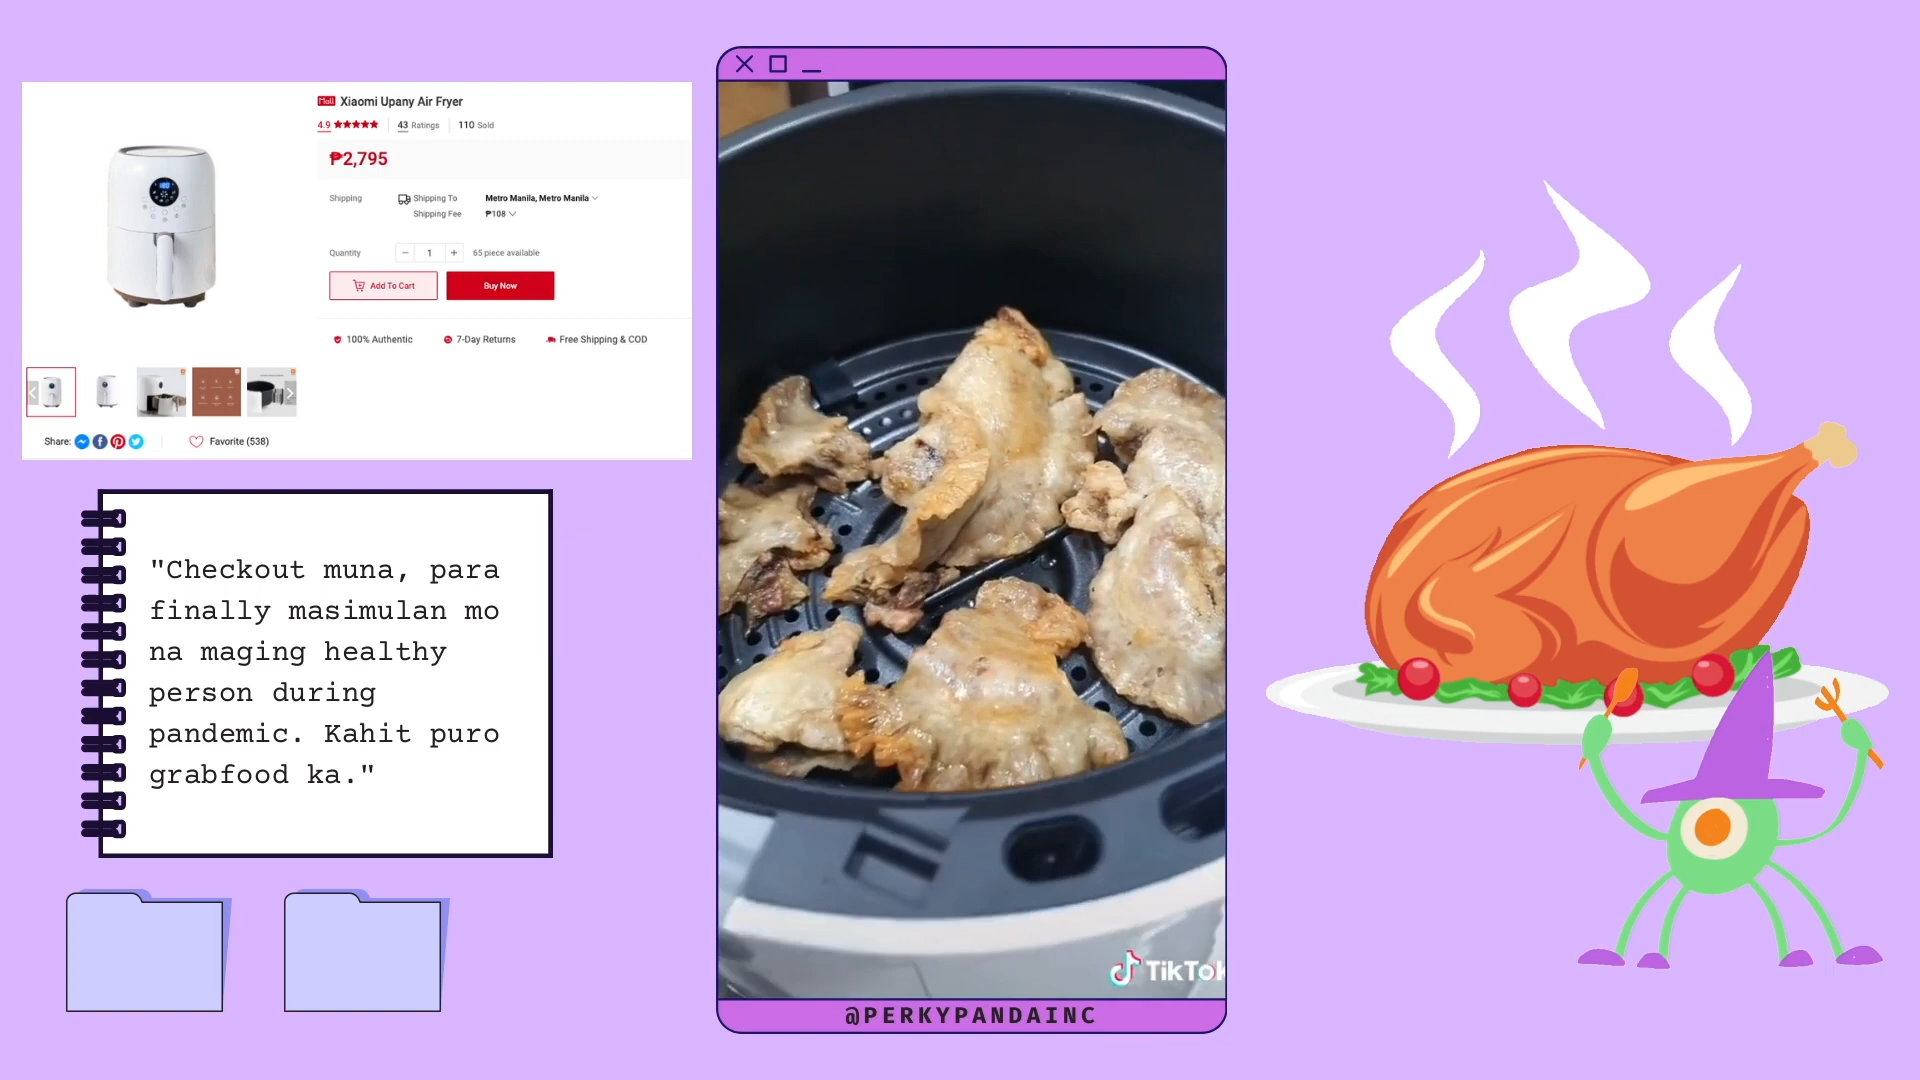 Mall Xiaomi Upany Air Fryer
4.9 43 Ratings 110 Sold
₱2,795
Shipping Shipping To Metro Manila, Metro Manila
Shipping Fee ₱108
Quantity − 1 + 65 piece available
Add To Cart Buy Now
100% Authentic 7-Day Returns Free Shipping & COD
Share: Favorite (538)
"Checkout muna, para
finally masimulan mo
na maging healthy
person during
pandemic. Kahit puro
grabfood ka."
TikTok
@PERKYPANDAINC